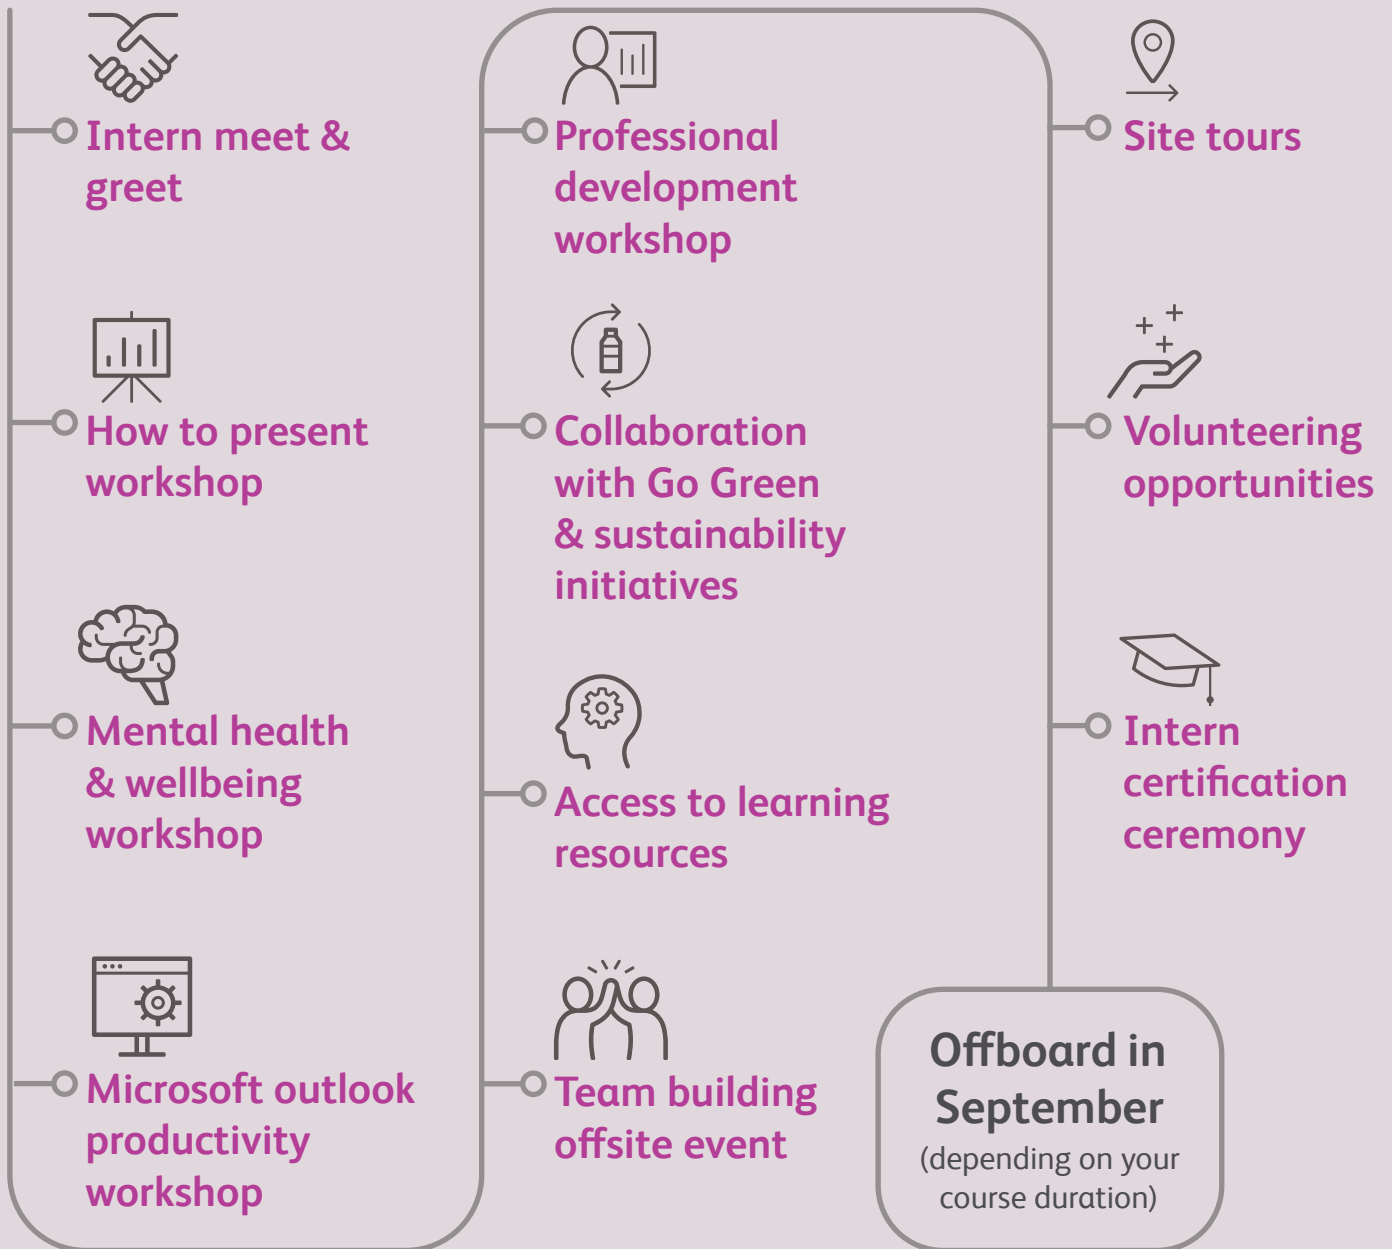 Intern meet &
greet
How to present
workshop
Mental health
& wellbeing
workshop
Microsoft outlook
productivity
workshop
Professional
development
workshop
Collaboration
with Go Green
& sustainability
initiatives
Access to learning
resources
Team building
offsite event
Site tours
Volunteering
opportunities
Intern
certification
ceremony
Offboard in
September
(depending on your
course duration)